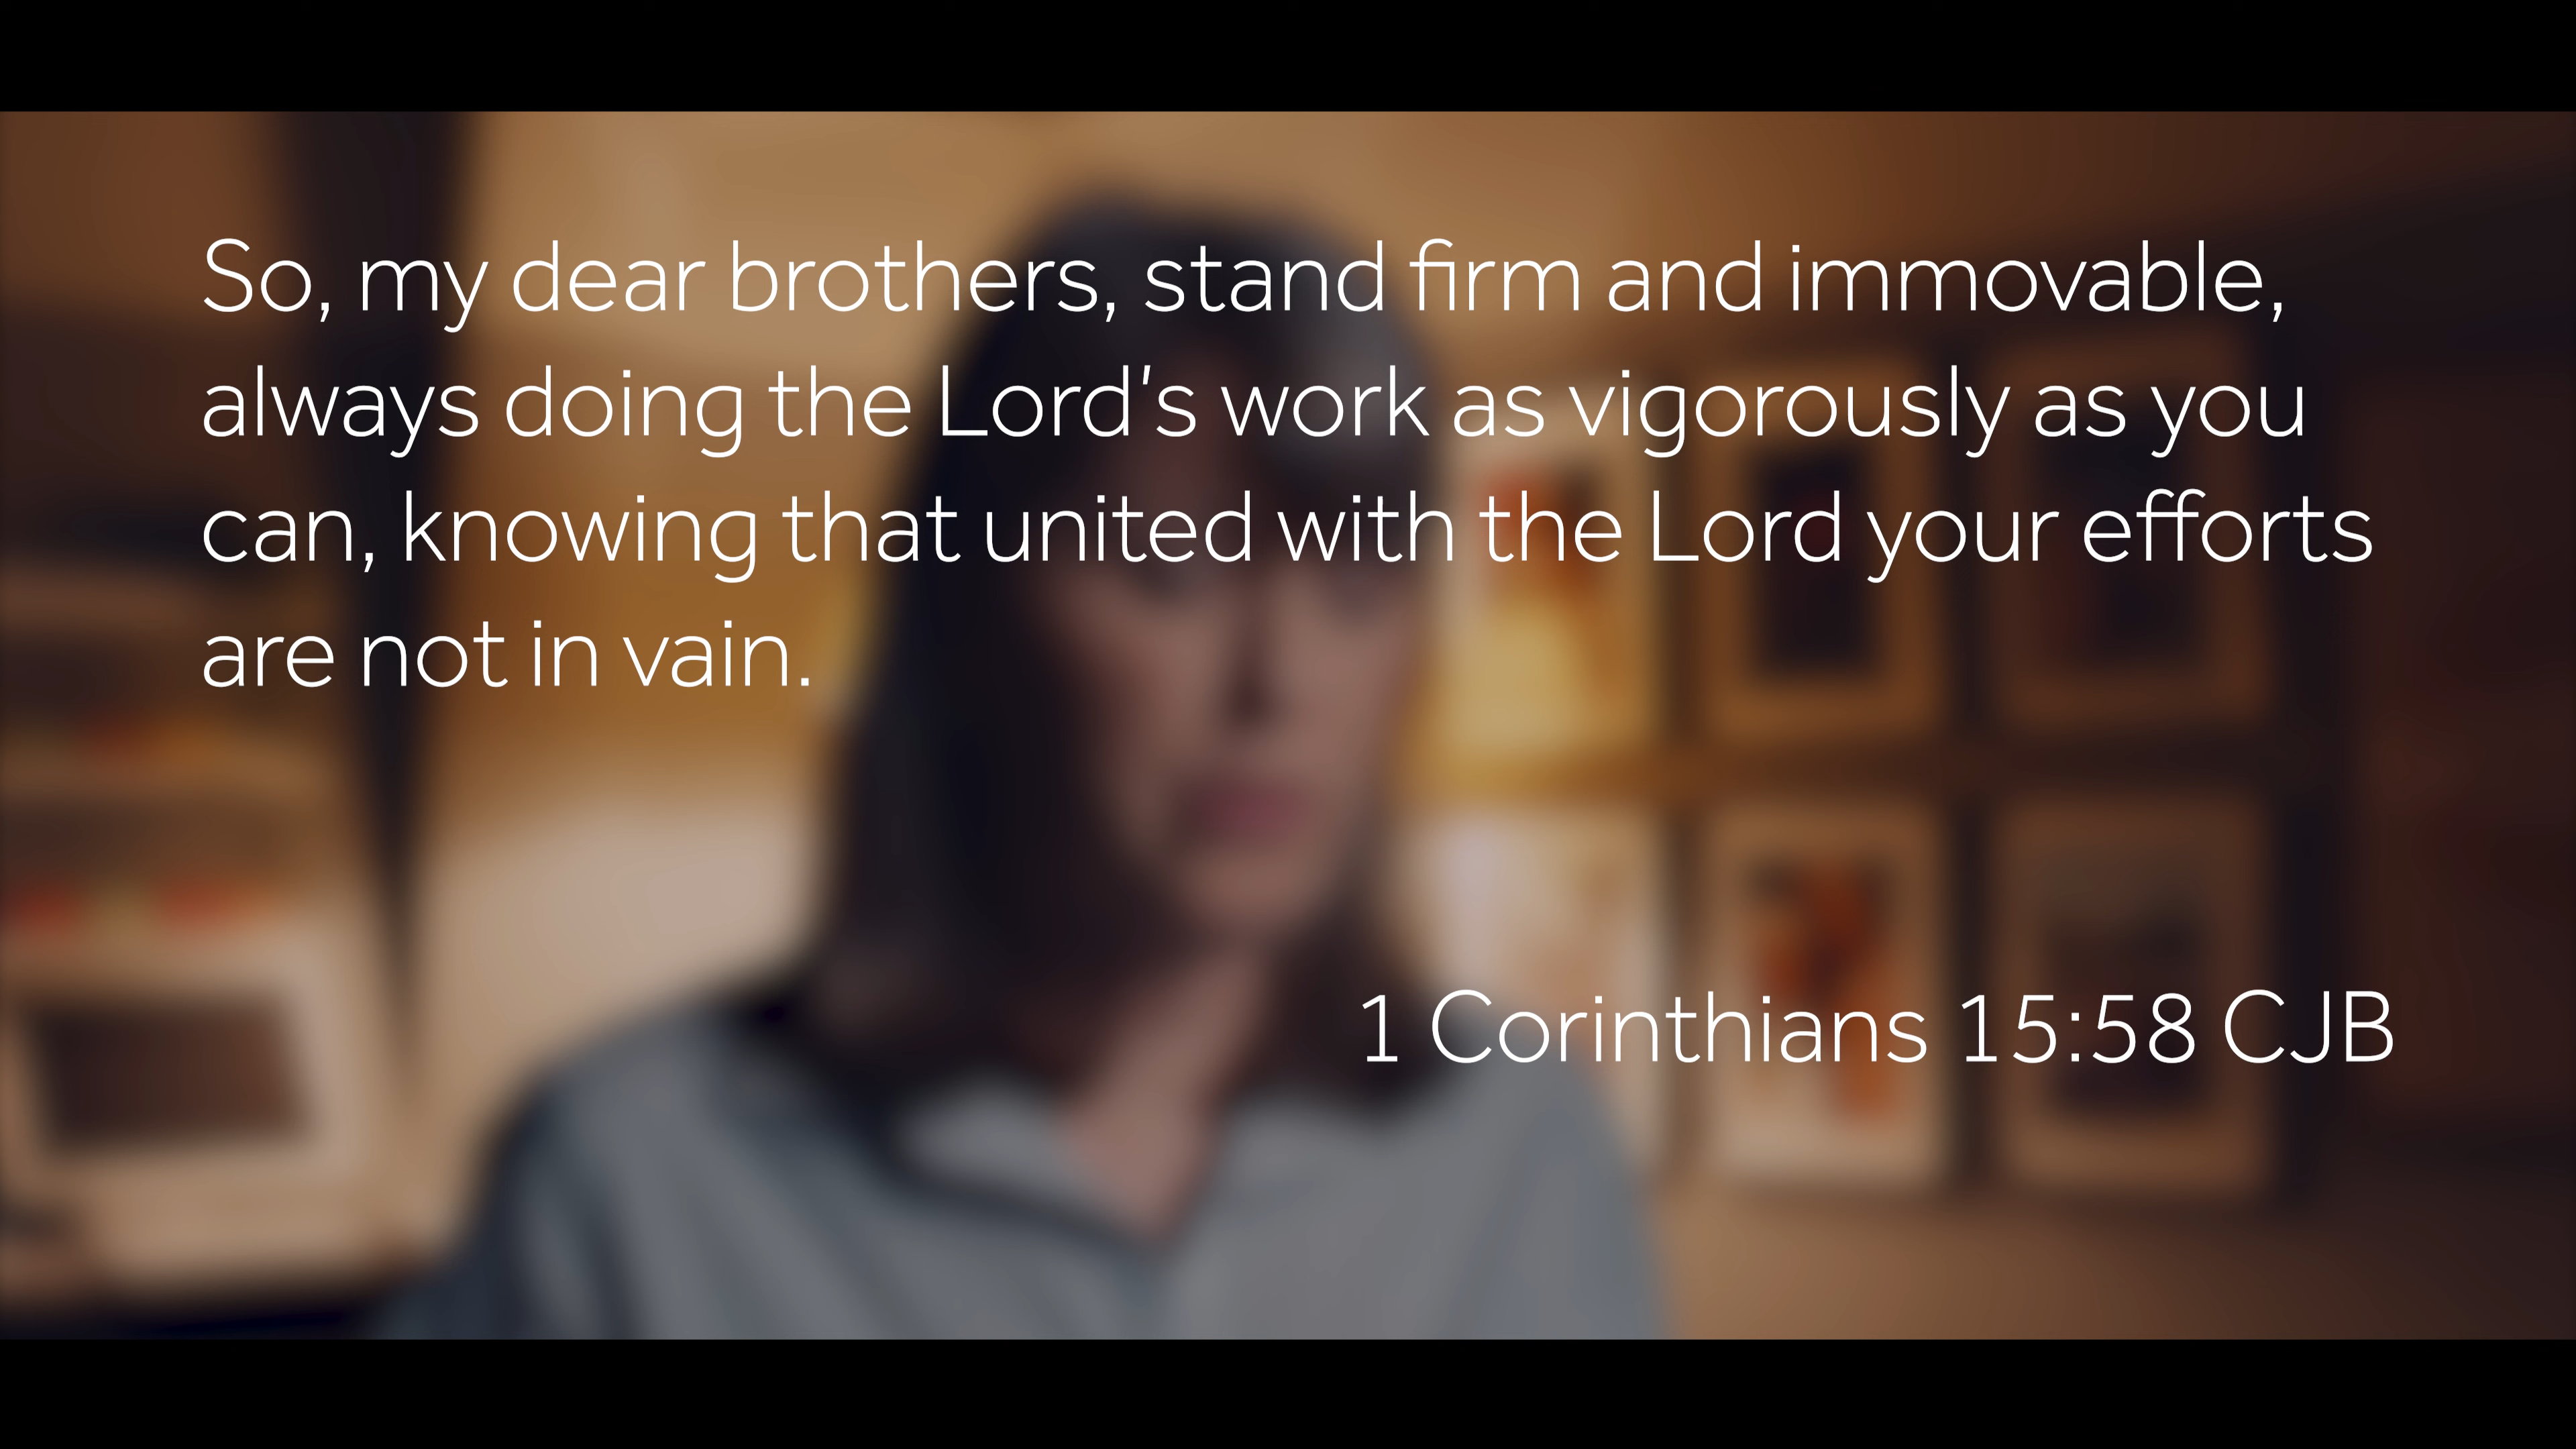 So, my dear brothers, stand firm and immovable,
always doing the Lord's work as vigorously as you
can, knowing that united with the Lord your efforts
are not in vain.
1 Corinthians 15:58 CJB